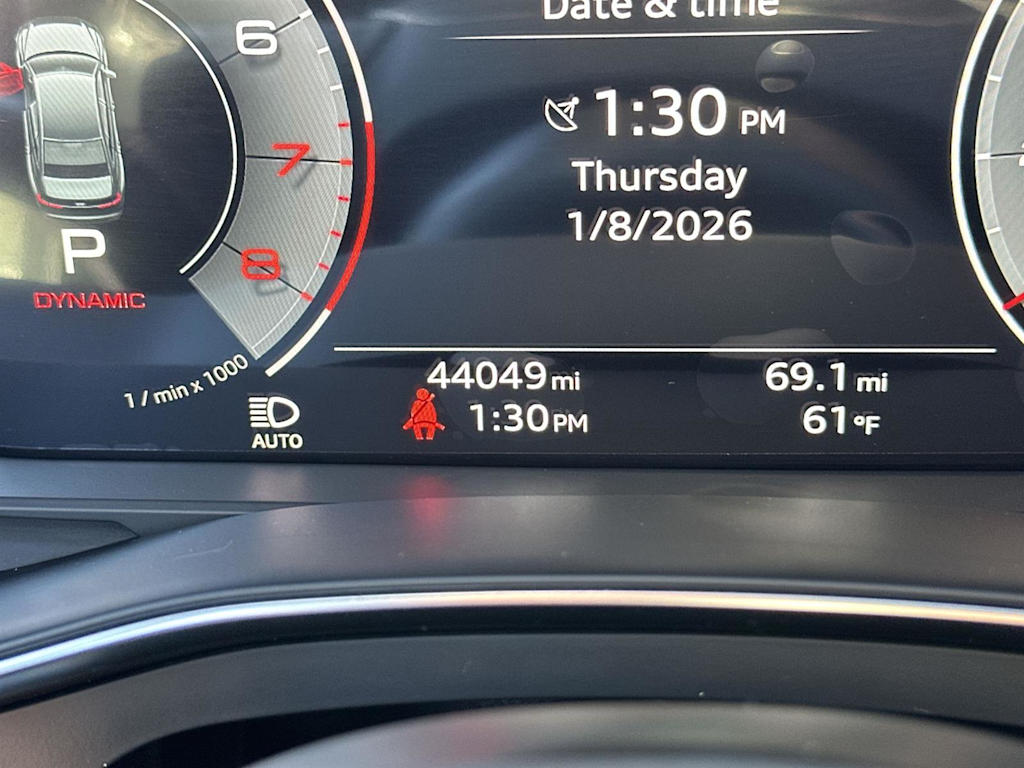 Date & time
1:30 PM
Thursday
1/8/2026
6
7
8
P
DYNAMIC
1 / min x 1000
AUTO
44049 mi
1:30 PM
69.1 mi
61 °F